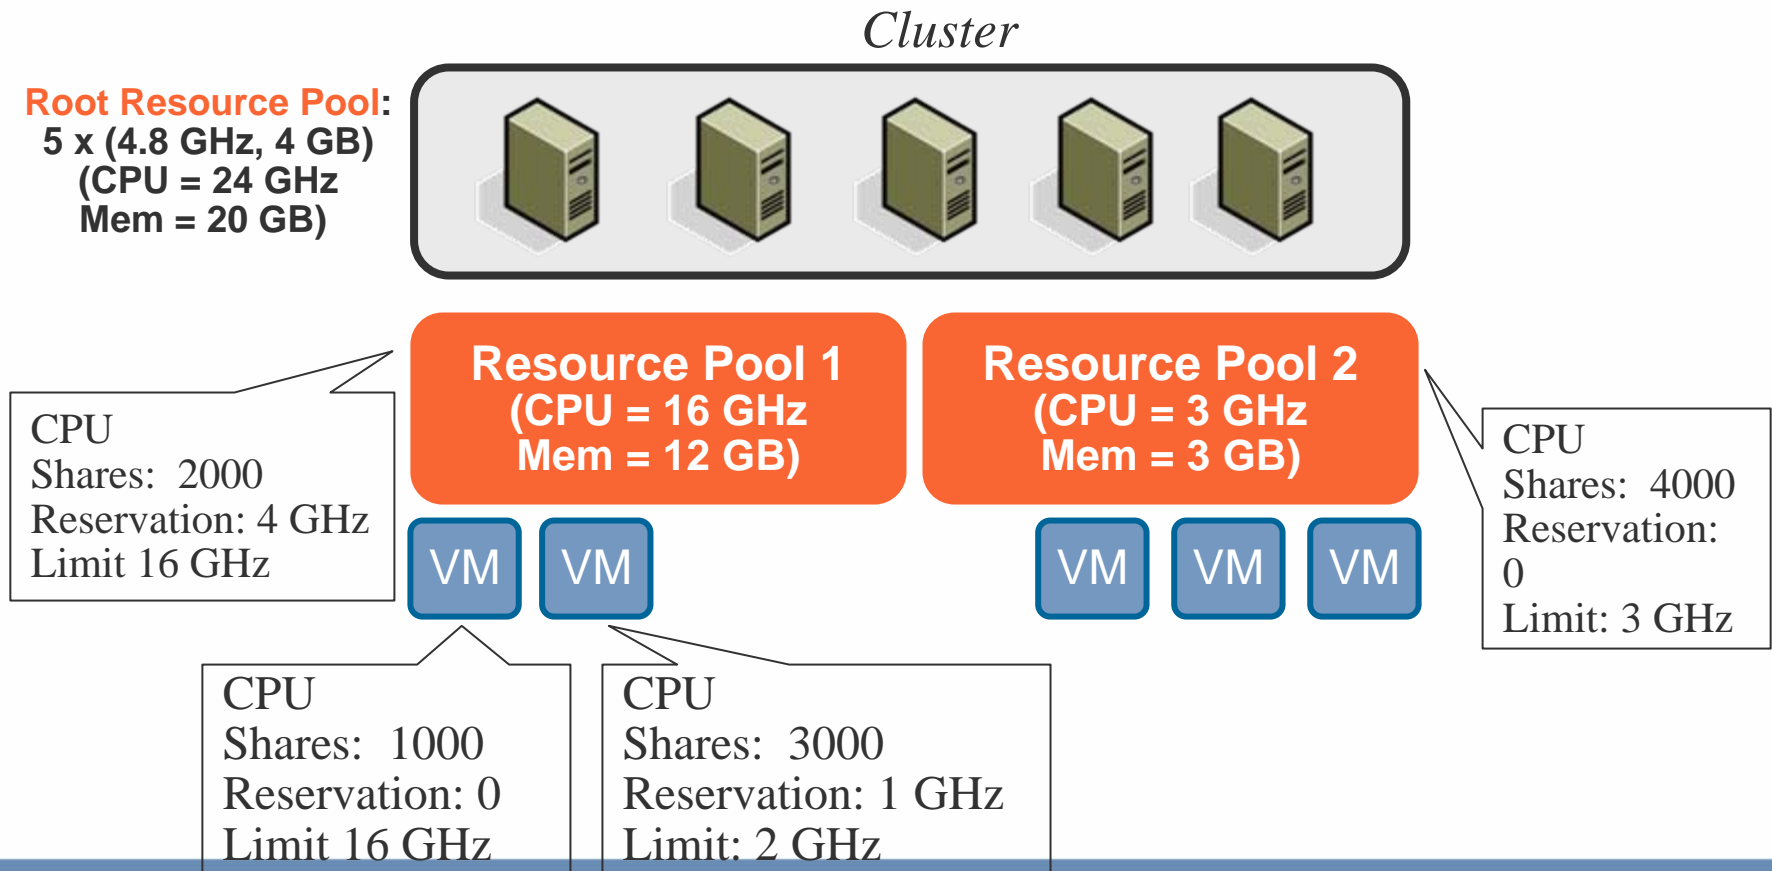 Cluster
Root Resource Pool:
5 x (4.8 GHz, 4 GB)
(CPU = 24 GHz
Mem = 20 GB)
Resource Pool 1
(CPU = 16 GHz
Mem = 12 GB)
Resource Pool 2
(CPU = 3 GHz
Mem = 3 GB)
CPU
Shares: 2000
Reservation: 4 GHz
Limit 16 GHz
CPU
Shares: 4000
Reservation:
0
Limit: 3 GHz
VM
VM
VM
VM
VM
CPU
Shares: 1000
Reservation: 0
Limit 16 GHz
CPU
Shares: 3000
Reservation: 1 GHz
Limit: 2 GHz